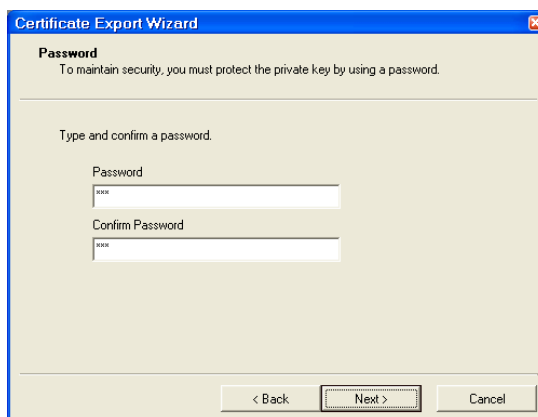 Certificate Export Wizard
Password
To maintain security, you must protect the private key by using a password.
Type and confirm a password.
Password
***
Confirm Password
***
< Back Next > Cancel